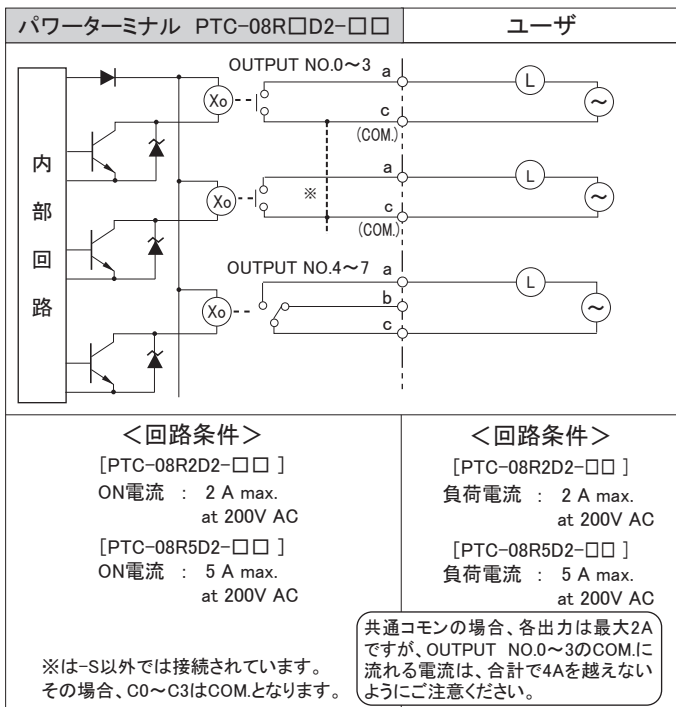 パワーターミナル PTC-08R□D2-□□
ユーザ
OUTPUT NO.0～3
a
L
Xo
～
c
(COM.)
内部回路
a
L
※
Xo
～
c
(COM.)
OUTPUT NO.4～7
a
L
b
Xo
～
c
＜回路条件＞
[PTC-08R2D2-□□ ]
ON電流 : 2 A max.
at 200V AC
[PTC-08R5D2-□□ ]
ON電流 : 5 A max.
at 200V AC
※は-S以外では接続されています。
その場合、C0～C3はCOM.となります。
＜回路条件＞
[PTC-08R2D2-□□ ]
負荷電流 : 2 A max.
at 200V AC
[PTC-08R5D2-□□ ]
負荷電流 : 5 A max.
at 200V AC
共通コモンの場合、各出力は最大2A
ですが、OUTPUT NO.0～3のCOM.に
流れる電流は、合計で4Aを越えない
ようにご注意ください。